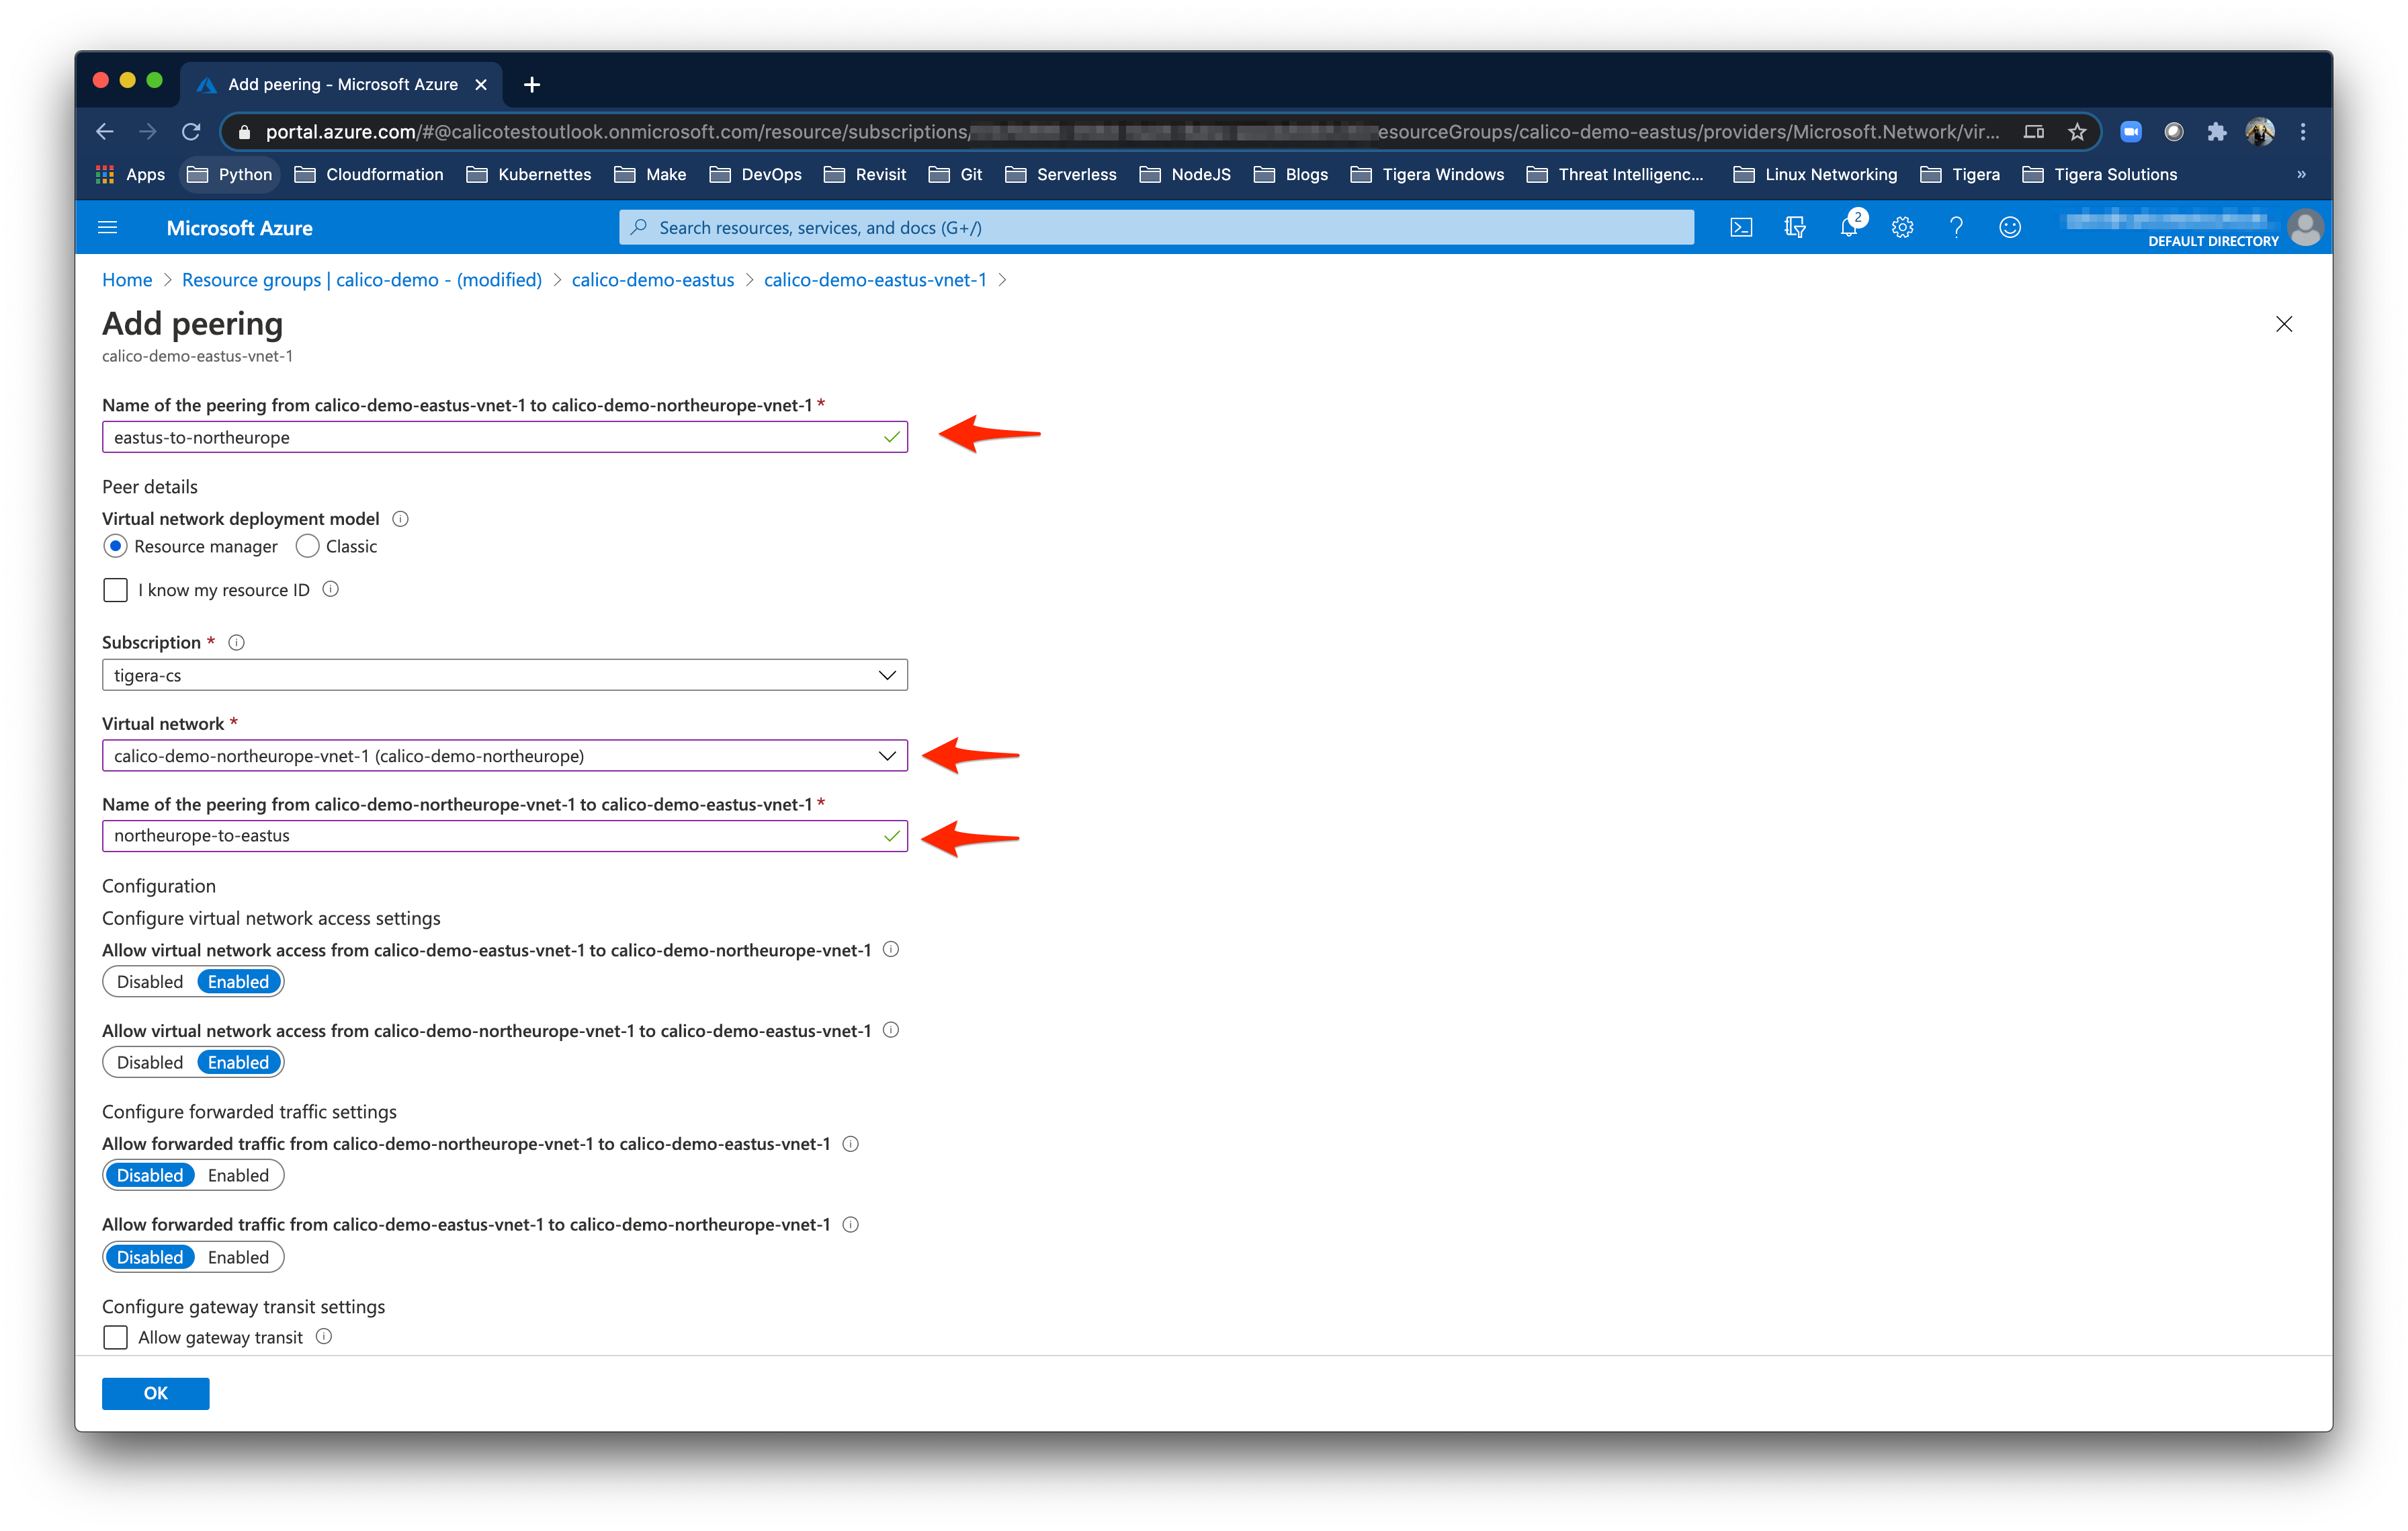 Add peering - Microsoft Azure
portal.azure.com/#@calicotestoutlook.onmicrosoft.com/resource/subscriptions/ esourceGroups/calico-demo-eastus/providers/Microsoft.Network/vir...
Apps Python Cloudformation Kubernettes Make DevOps Revisit Git Serverless NodeJS Blogs Tigera Windows Threat Intelligenc... Linux Networking Tigera Tigera Solutions »
Microsoft Azure Search resources, services, and docs (G+/) 2
DEFAULT DIRECTORY
Home > Resource groups | calico-demo - (modified) > calico-demo-eastus > calico-demo-eastus-vnet-1 >
Add peering
calico-demo-eastus-vnet-1
Name of the peering from calico-demo-eastus-vnet-1 to calico-demo-northeurope-vnet-1 *
eastus-to-northeurope
Peer details
Virtual network deployment model
Resource manager Classic
I know my resource ID
Subscription *
tigera-cs
Virtual network *
calico-demo-northeurope-vnet-1 (calico-demo-northeurope)
Name of the peering from calico-demo-northeurope-vnet-1 to calico-demo-eastus-vnet-1 *
northeurope-to-eastus
Configuration
Configure virtual network access settings
Allow virtual network access from calico-demo-eastus-vnet-1 to calico-demo-northeurope-vnet-1
Disabled Enabled
Allow virtual network access from calico-demo-northeurope-vnet-1 to calico-demo-eastus-vnet-1
Disabled Enabled
Configure forwarded traffic settings
Allow forwarded traffic from calico-demo-northeurope-vnet-1 to calico-demo-eastus-vnet-1
Disabled Enabled
Allow forwarded traffic from calico-demo-eastus-vnet-1 to calico-demo-northeurope-vnet-1
Disabled Enabled
Configure gateway transit settings
Allow gateway transit
OK